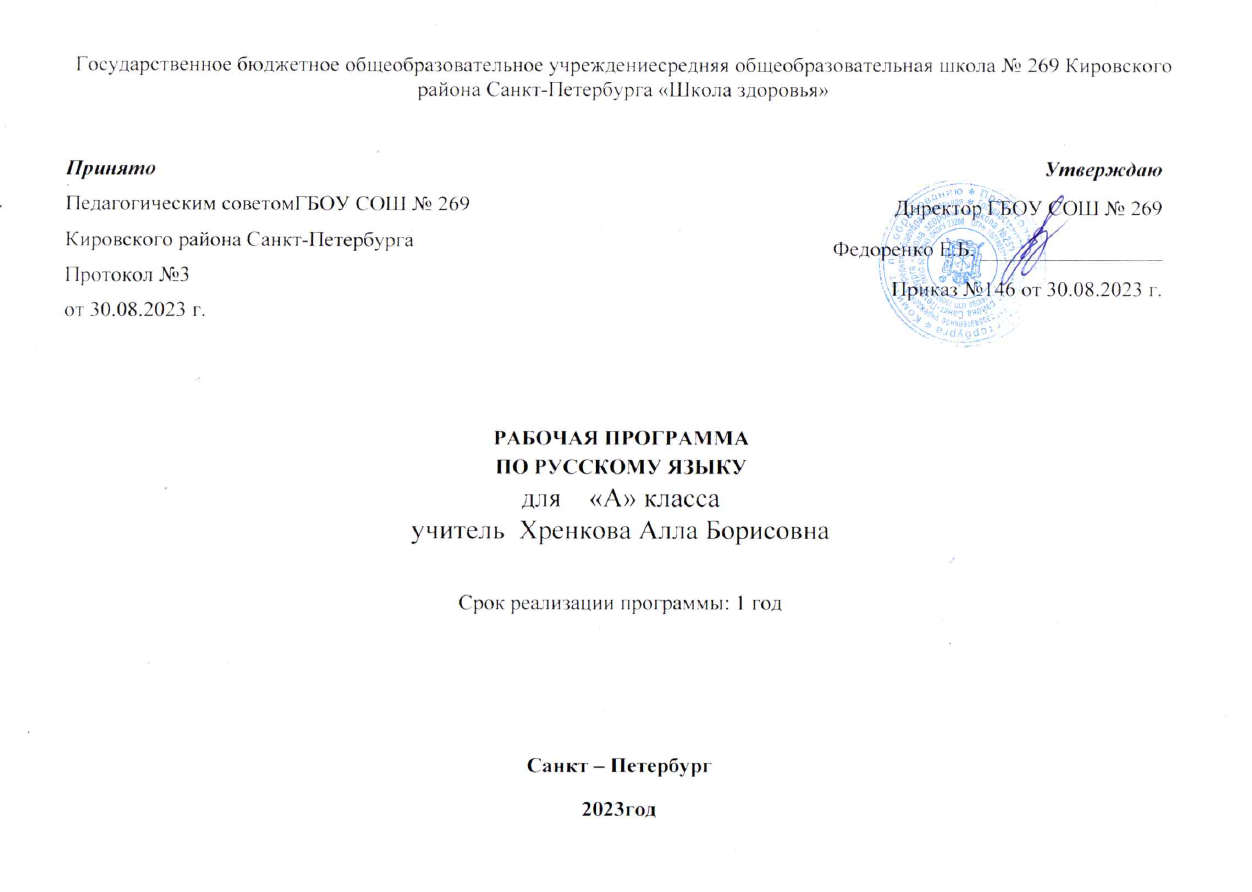 Государственное бюджетное общеобразовательное учреждениесредняя общеобразовательная школа № 269 Кировского
района Санкт-Петербурга «Школа здоровья»
Принято
Утверждаю
Педагогическим советомГБОУ СОШ № 269
Директор ГБОУ СОШ № 269
Кировского района Санкт-Петербурга
Федоренко Е.Б.
Протокол №3
Приказ №146 от 30.08.2023 г.
от 30.08.2023 г.
РАБОЧАЯ ПРОГРАММА
ПО РУССКОМУ ЯЗЫКУ
для «А» класса
учитель Хренкова Алла Борисовна
Срок реализации программы: 1 год
Санкт – Петербург
2023год